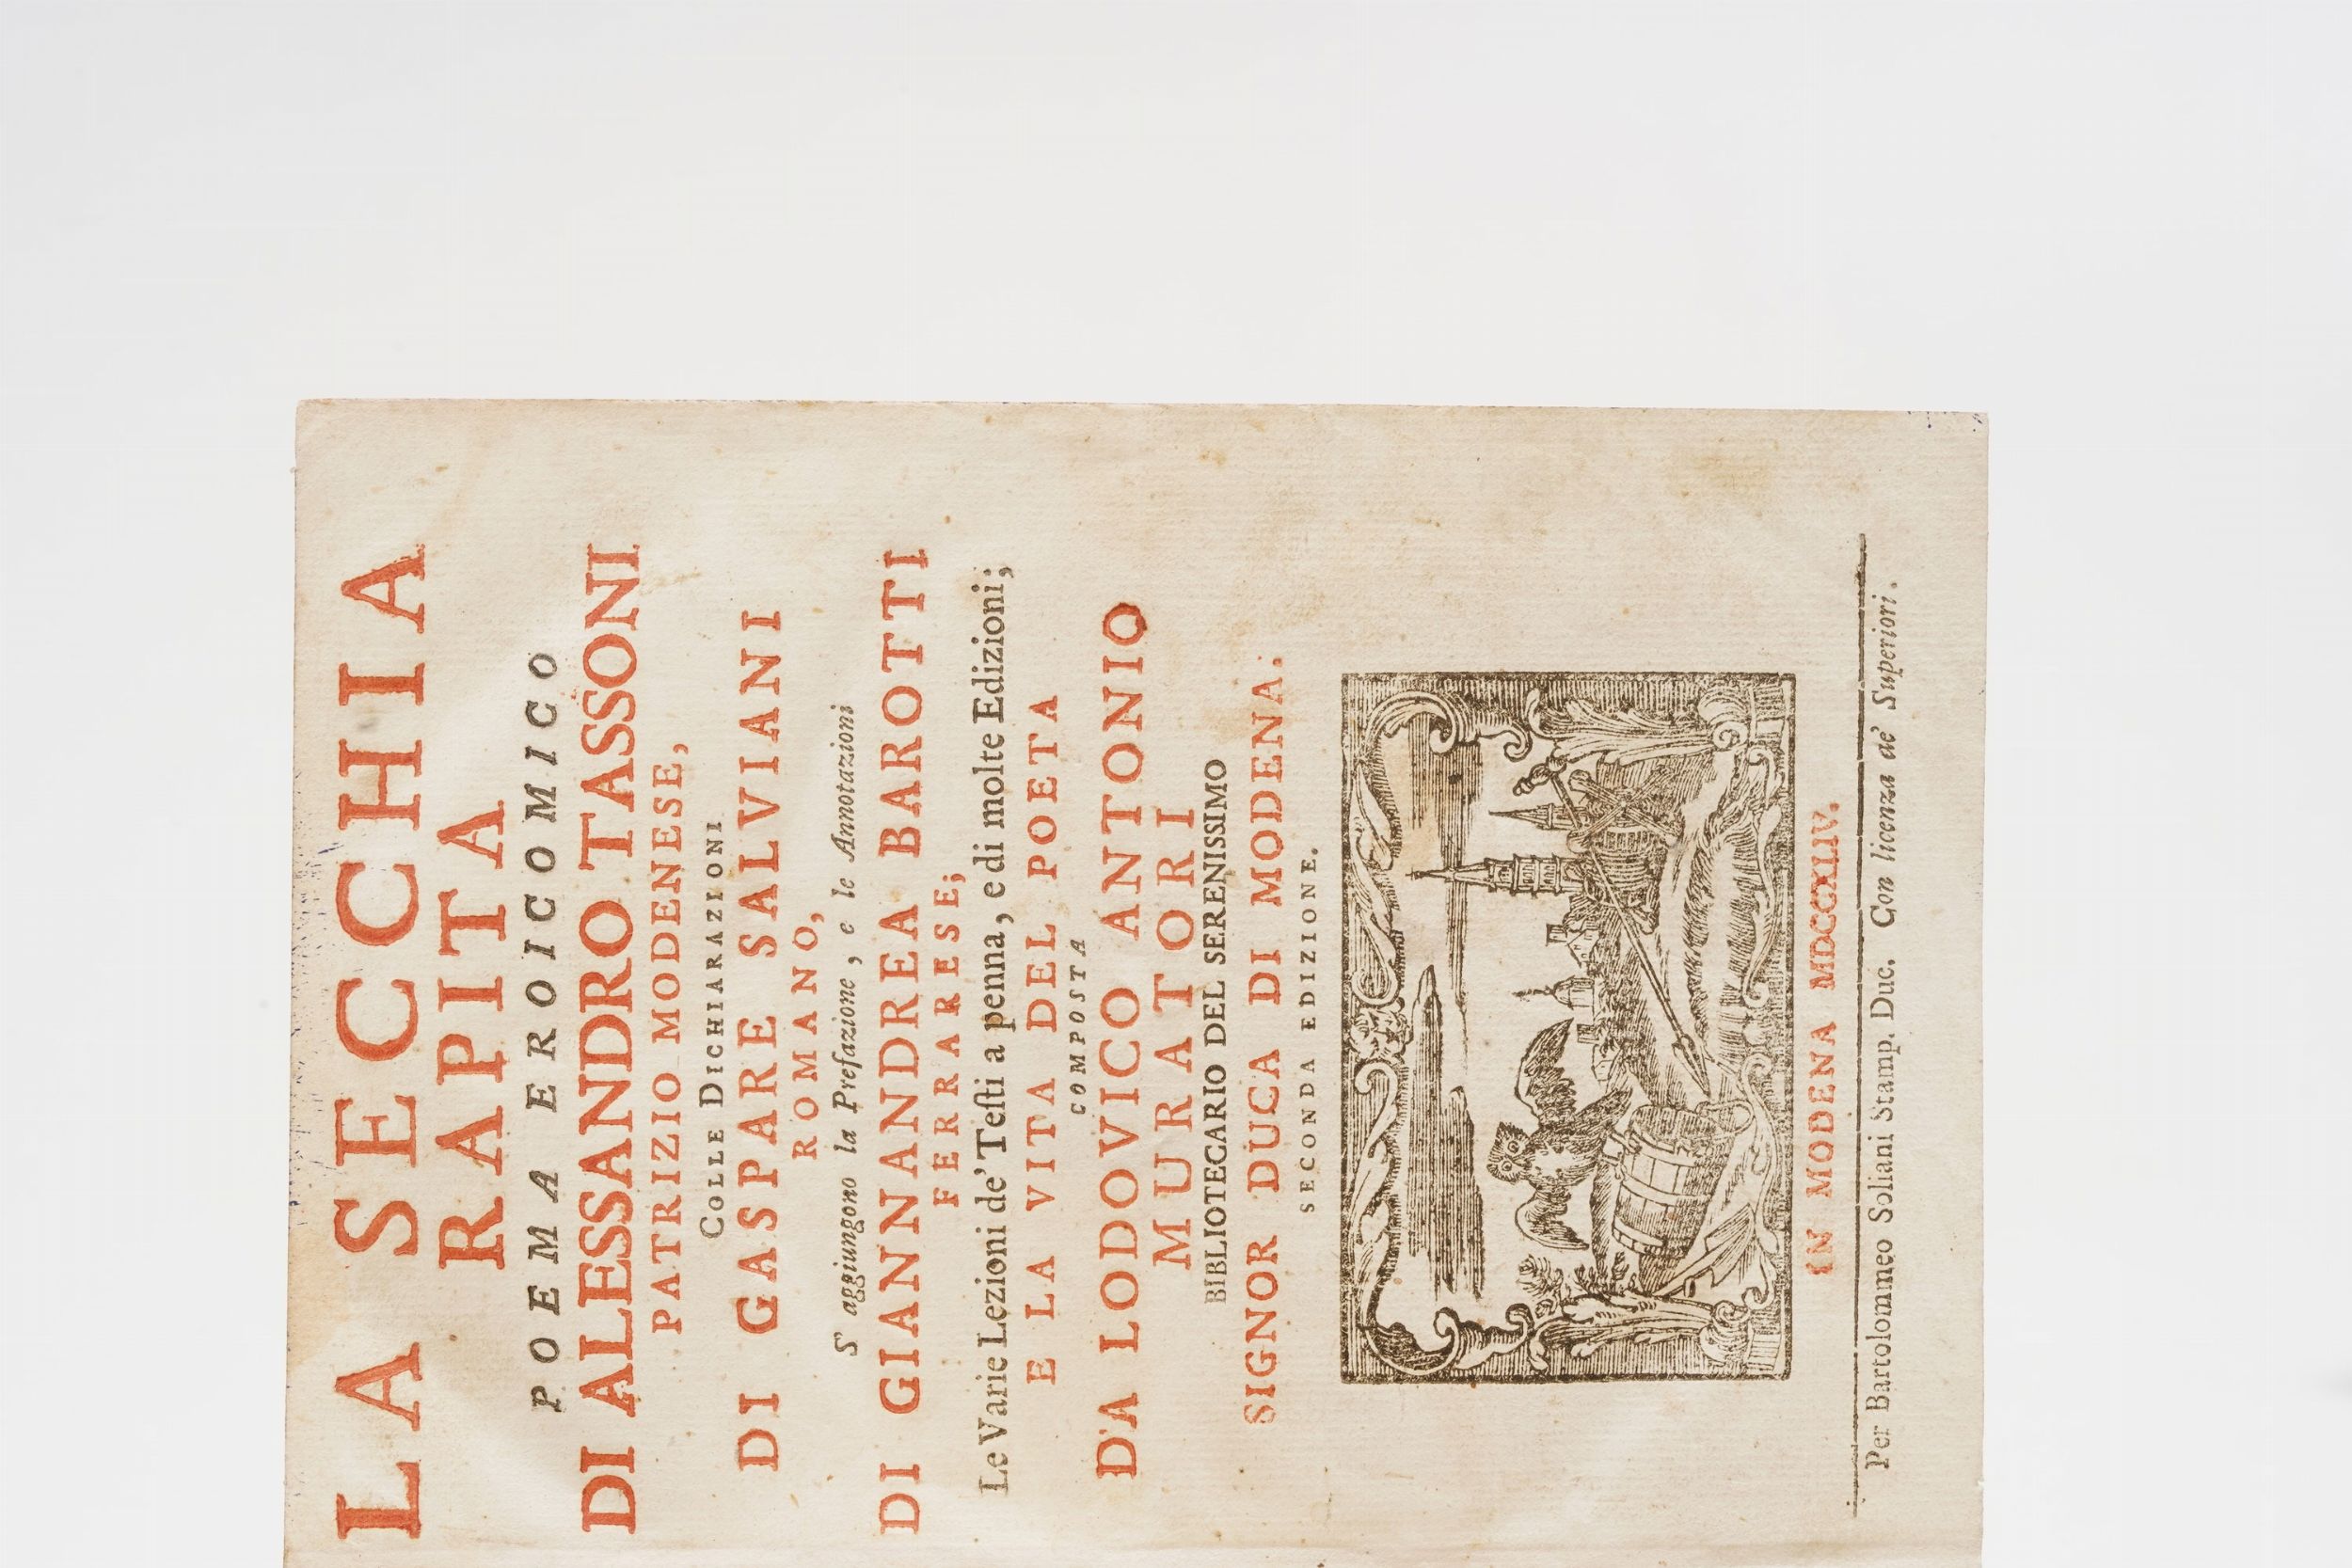 LA SECCHIA
RAPITA
POEMA EROICOMICO
DI ALESSANDRO TASSONI
PATRIZIO MODENESE,
COLLE DICHIARAZIONI
DI GASPARE SALVIANI
ROMANO,
S'aggiungono la Prefazione, e le Annotazioni
DI GIANNANDREA BAROTTI
FERRARESE;
Le Varie Lezioni de' Teſti a penna, e di molte Edizioni;
E LA VITA DEL POETA
COMPOSTA
DA LODOVICO ANTONIO
MURATORI
BIBLIOTECARIO DEL SERENISSIMO
SIGNOR DUCA DI MODENA.
SECONDA EDIZIONE.
IN MODENA MDCCXLIV.
Per Bartolommeo Soliani Stamp. Duc. Con licenza de' Superiori.